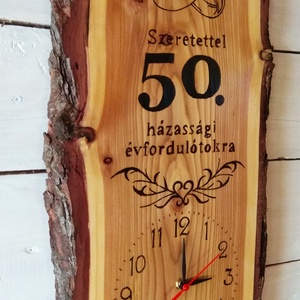 Szeretettel
50.
házassági
évfordulótokra
11 12 1
10 2
9 3